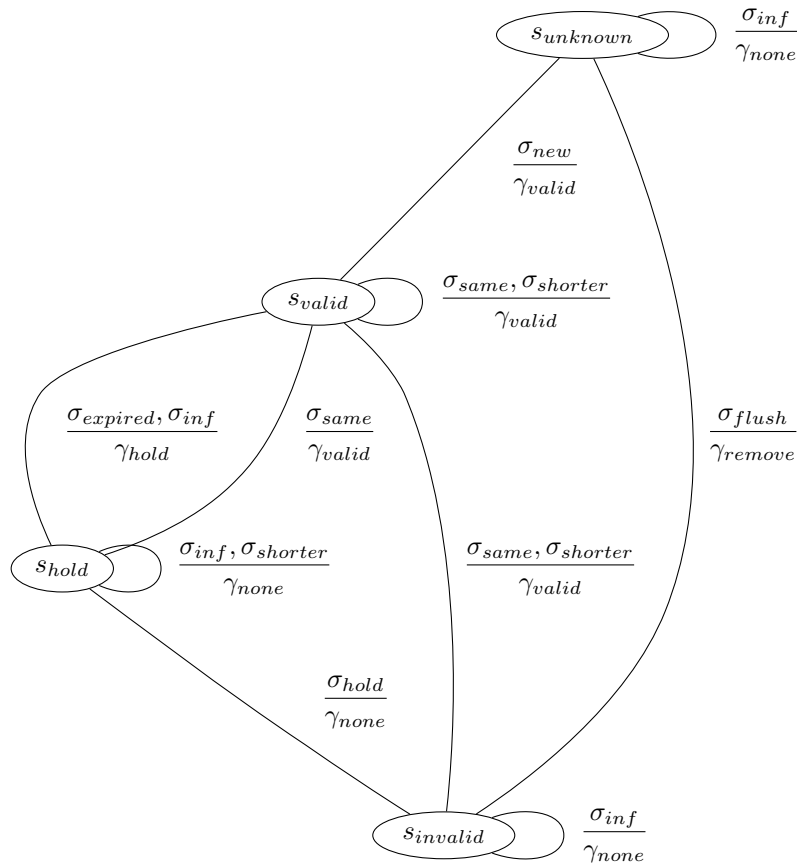 s_unknown
σ_inf
γ_none
σ_new
γ_valid
s_valid
σ_same, σ_shorter
γ_valid
σ_expired, σ_inf
γ_hold
σ_same
γ_valid
σ_flush
γ_remove
s_hold
σ_inf, σ_shorter
γ_none
σ_same, σ_shorter
γ_valid
σ_hold
γ_none
s_invalid
σ_inf
γ_none